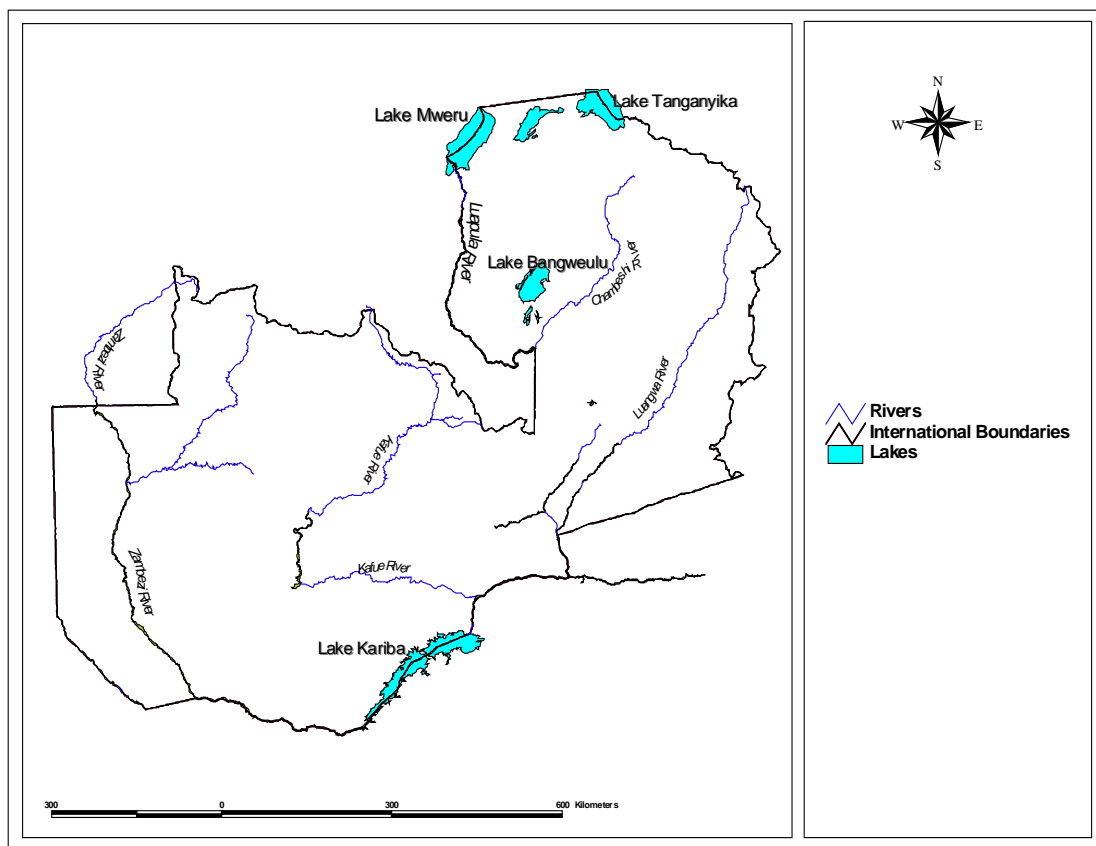 Lake Tanganyika
Lake Mweru
Luapula River
Lake Bangweulu
Chambeshi River
Zambezi River
Luangwa River
Kafue River
Zambezi River
Kafue River
Lake Kariba
300 0 300 600 Kilometers
N
W E
S
Rivers
International Boundaries
Lakes